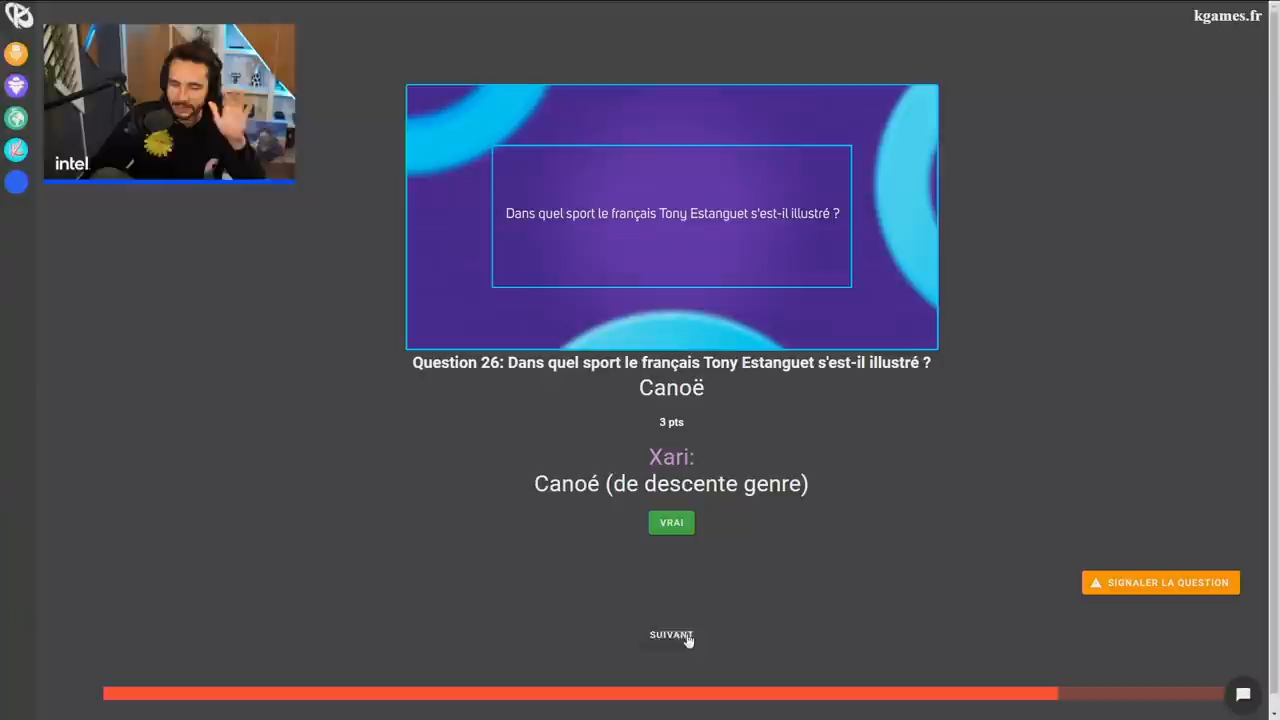 kgames.fr
intel
Dans quel sport le français Tony Estanguet s'est-il illustré ?
Question 26: Dans quel sport le français Tony Estanguet s'est-il illustré ?
Canoë
3 pts
Xari:
Canoé (de descente genre)
VRAI
SIGNALER LA QUESTION
SUIVANT